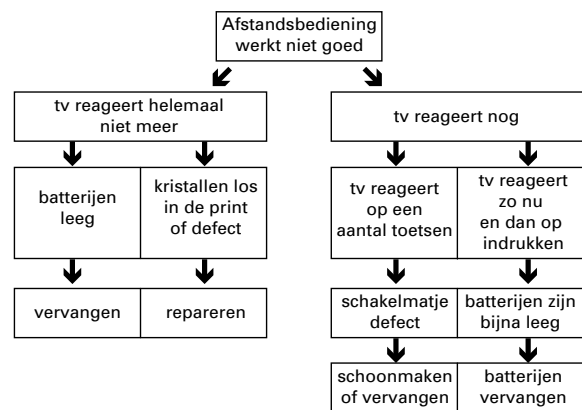 Afstandsbediening
werkt niet goed
tv reageert helemaal
niet meer
tv reageert nog
batterijen
leeg
kristallen los
in de print
of defect
tv reageert
op een
aantal toetsen
tv reageert
zo nu
en dan op
indrukken
vervangen
repareren
schakelmatje
defect
batterijen zijn
bijna leeg
schoonmaken
of vervangen
batterijen
vervangen